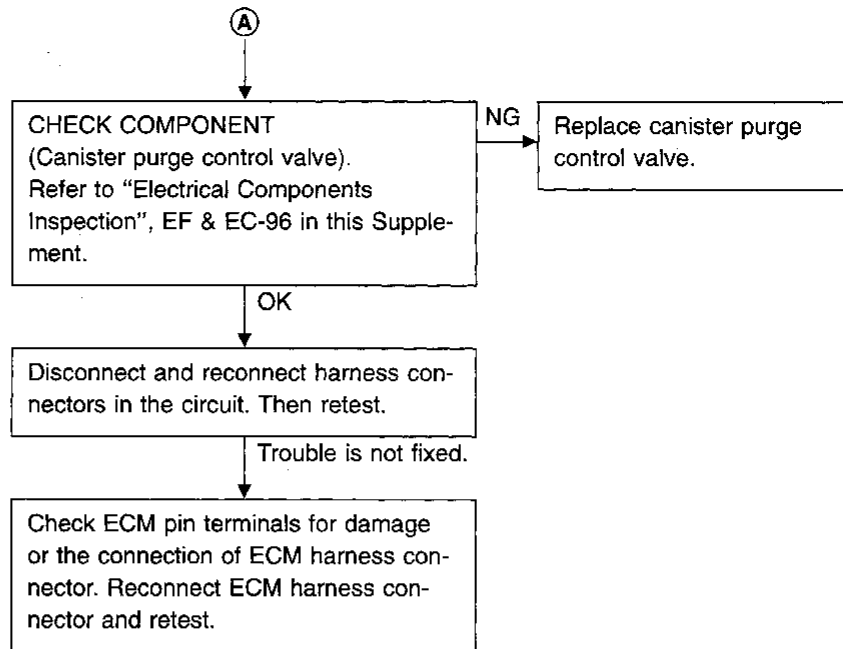 A
CHECK COMPONENT
(Canister purge control valve).
Refer to “Electrical Components
Inspection”, EF & EC-96 in this Supple-
ment.
NG
Replace canister purge
control valve.
OK
Disconnect and reconnect harness con-
nectors in the circuit. Then retest.
Trouble is not fixed.
Check ECM pin terminals for damage
or the connection of ECM harness con-
nector. Reconnect ECM harness con-
nector and retest.